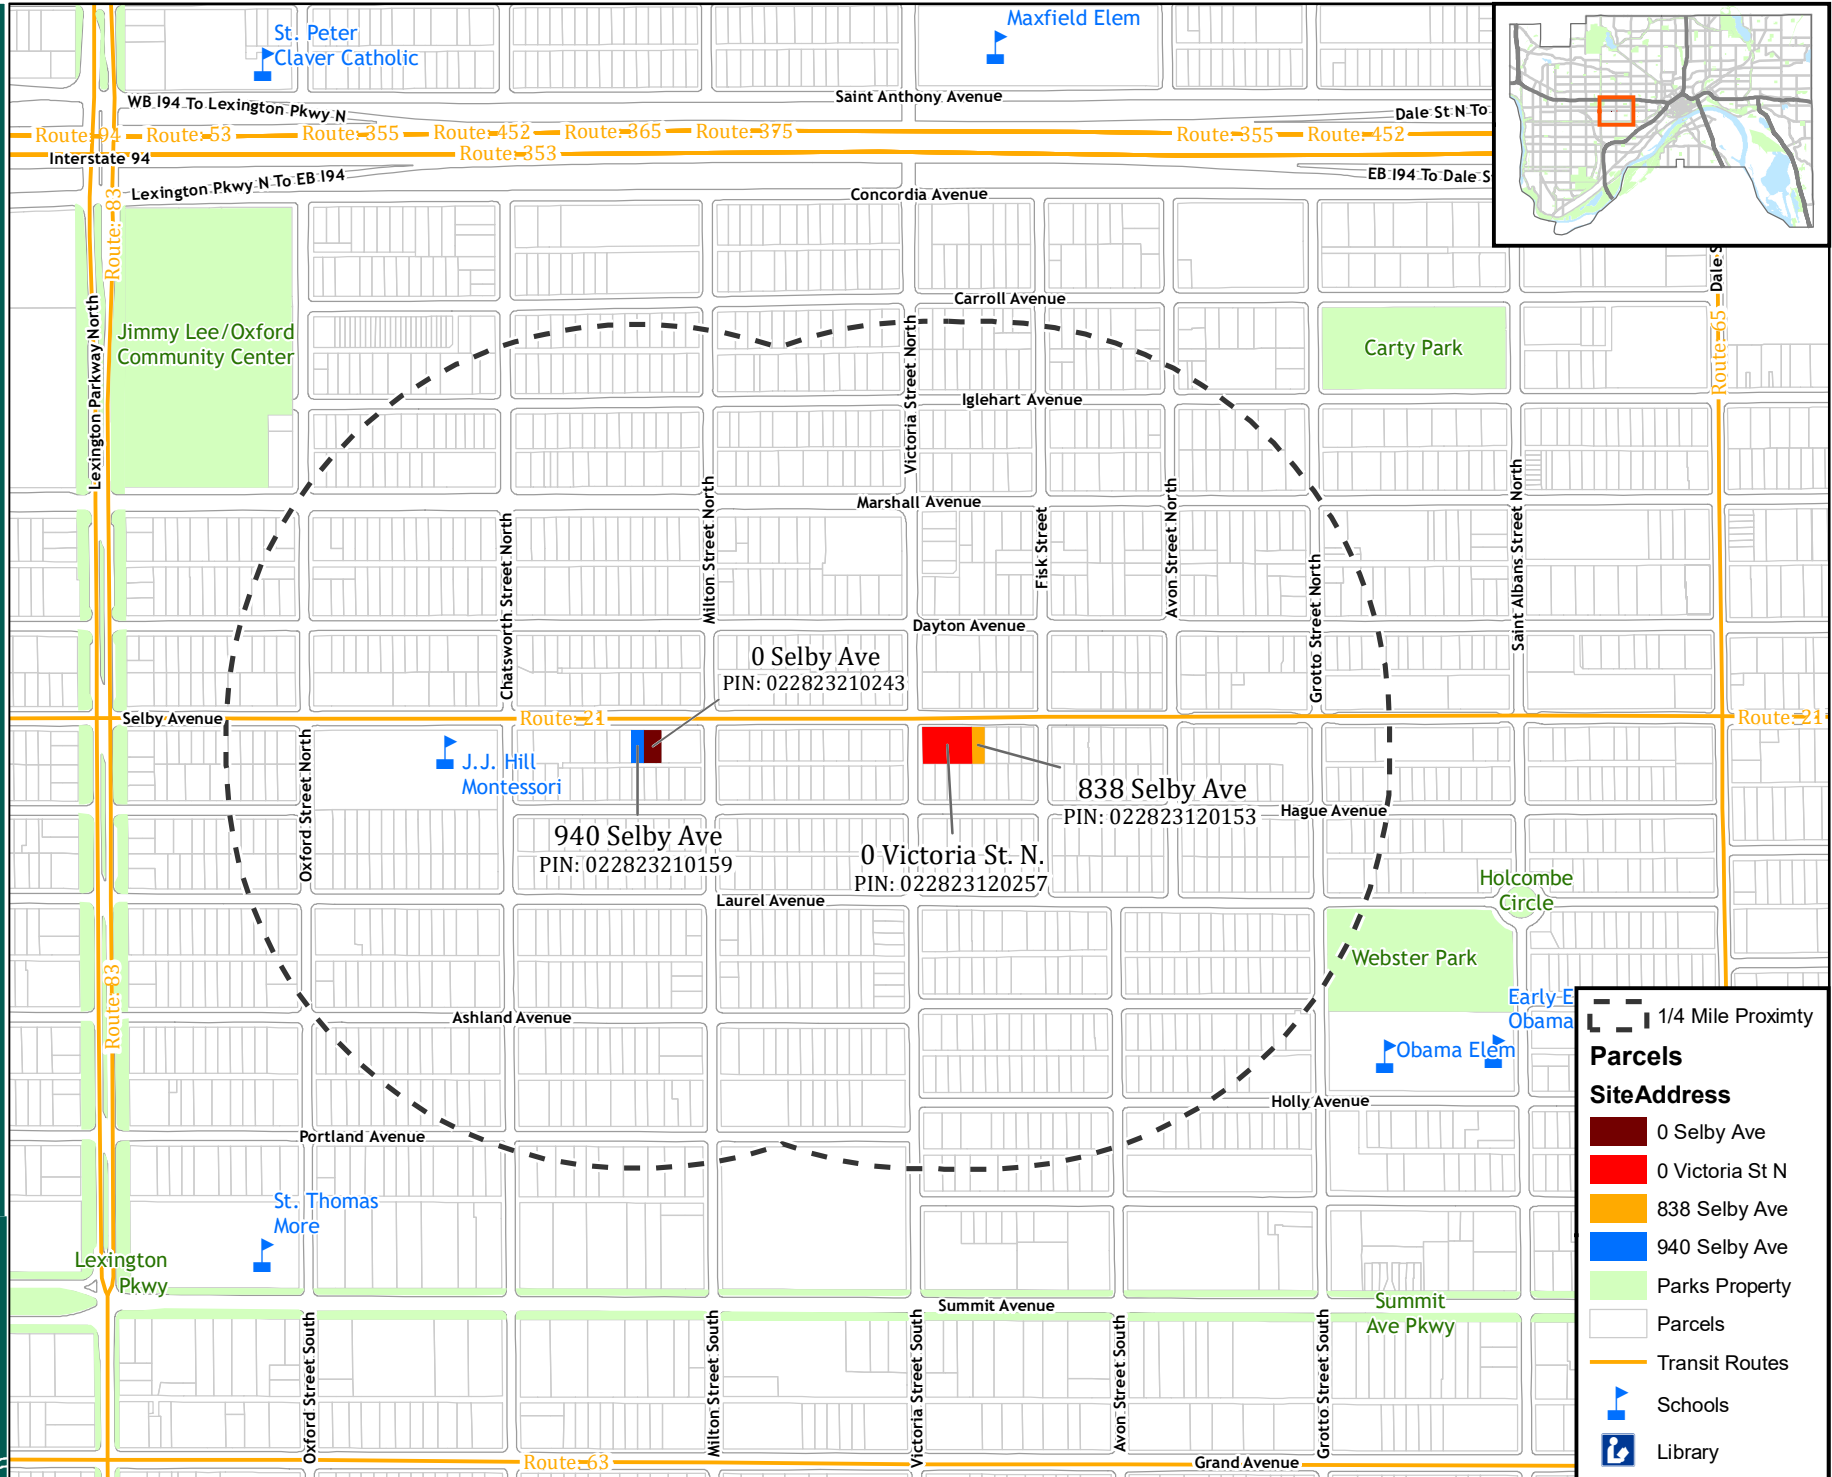 St. Peter
Claver Catholic
Maxfield Elem
WB I94 To Lexington Pkwy N
Saint Anthony Avenue
Dale St N To
Route: 94
Route: 53
Route: 355
Route: 452
Route: 365
Route: 375
Route: 355
Route: 452
Interstate 94
Route: 353
Lexington Pkwy N To EB I94
EB I94 To Dale S
Concordia Avenue
Route: 83
Lexington Parkway North
Jimmy Lee/Oxford
Community Center
Carroll Avenue
Victoria Street North
Carty Park
Dale S
Route: 65
Iglehart Avenue
Marshall Avenue
Chatsworth Street North
Milton Street North
Fisk Street
Avon Street North
Grotto Street North
Saint Albans Street North
Dayton Avenue
0 Selby Ave
PIN: 022823210243
Selby Avenue
Route: 21
Route: 21
Oxford Street North
J.J. Hill
Montessori
838 Selby Ave
PIN: 022823120153
Hague Avenue
940 Selby Ave
PIN: 022823210159
0 Victoria St. N.
PIN: 022823120257
Laurel Avenue
Holcombe
Circle
Webster Park
Route: 83
Ashland Avenue
Early E
Obama
Obama Elem
Holly Avenue
Portland Avenue
St. Thomas
More
Lexington
Pkwy
Summit Avenue
Summit
Ave Pkwy
Oxford Street South
Milton Street South
Victoria Street South
Avon Street South
Grotto Street South
Route: 63
Grand Avenue
1/4 Mile Proximty
Parcels
SiteAddress
0 Selby Ave
0 Victoria St N
838 Selby Ave
940 Selby Ave
Parks Property
Parcels
Transit Routes
Schools
Library